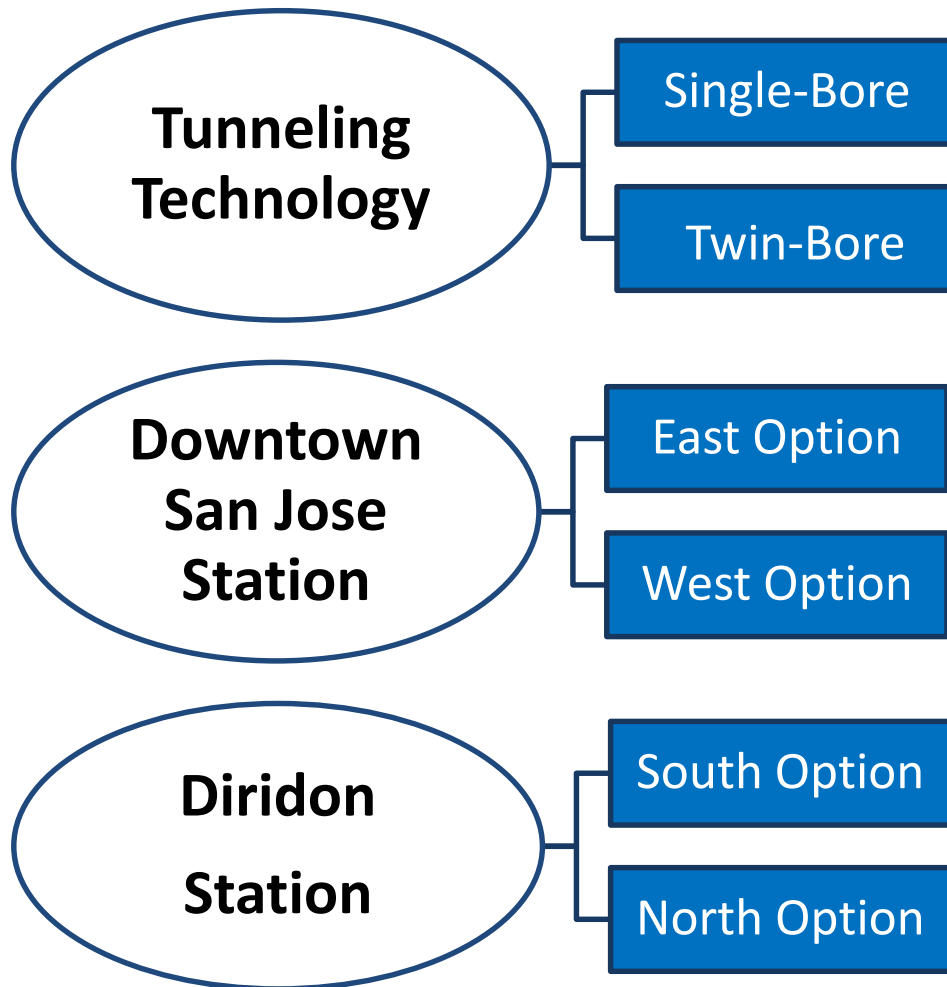 Tunneling
Technology
Single-Bore
Twin-Bore
Downtown
San Jose
Station
East Option
West Option
Diridon
Station
South Option
North Option